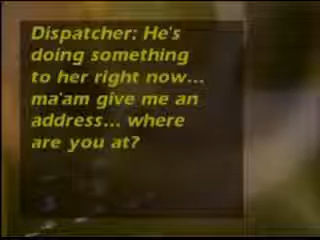 Dispatcher: He's
doing something
to her right now...
ma'am give me an
address... where
are you at?